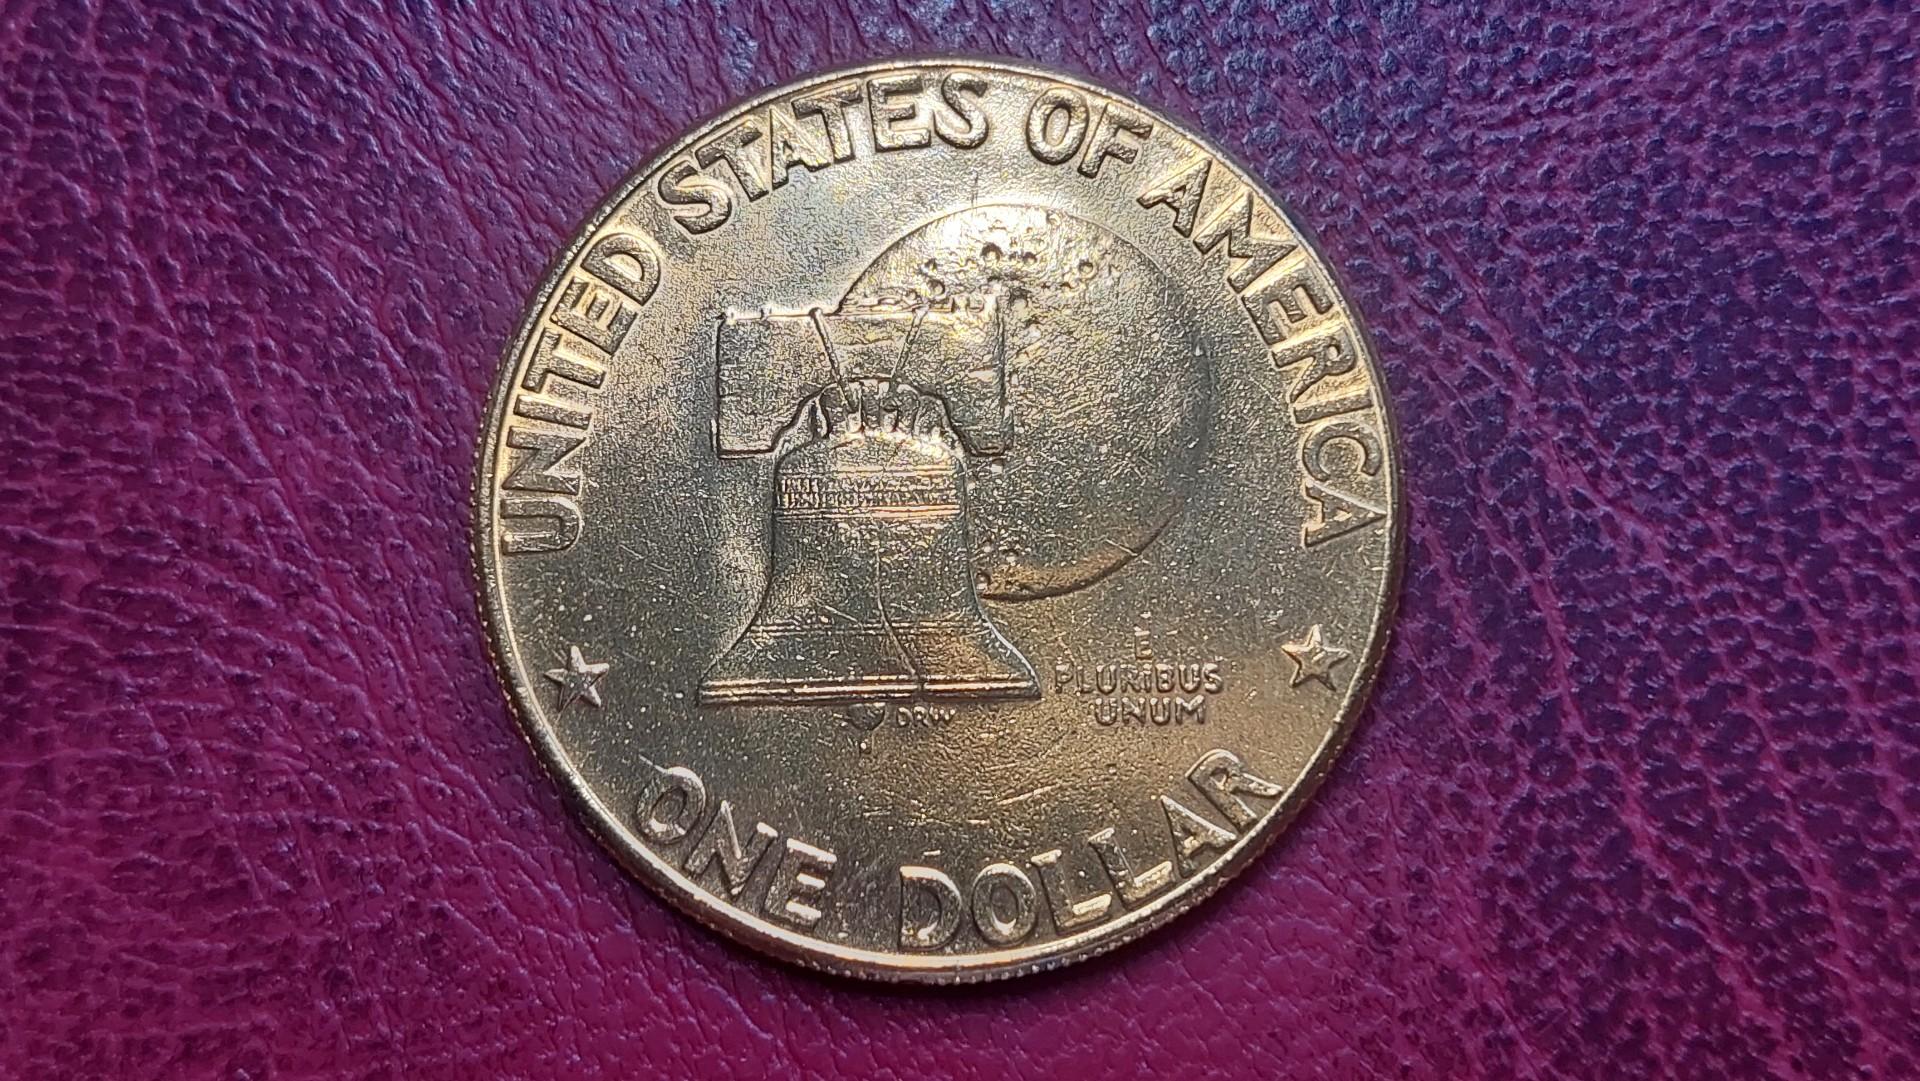 UNITED STATES OF AMERICA
E
PLURIBUS
UNUM
DRW
ONE DOLLAR